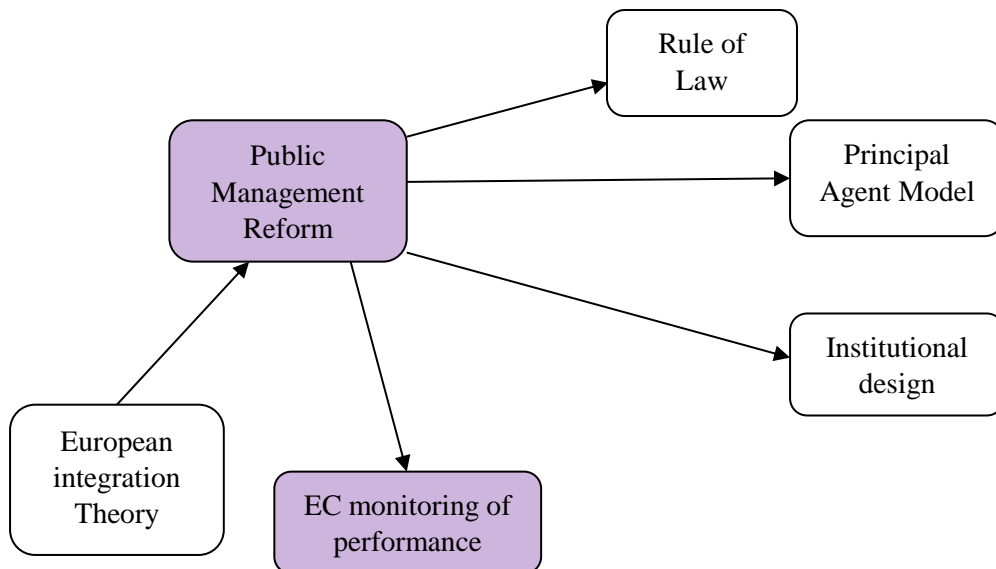 Rule of
Law
Public
Management
Reform
Principal
Agent Model
Institutional
design
European
integration
Theory
EC monitoring of
performance